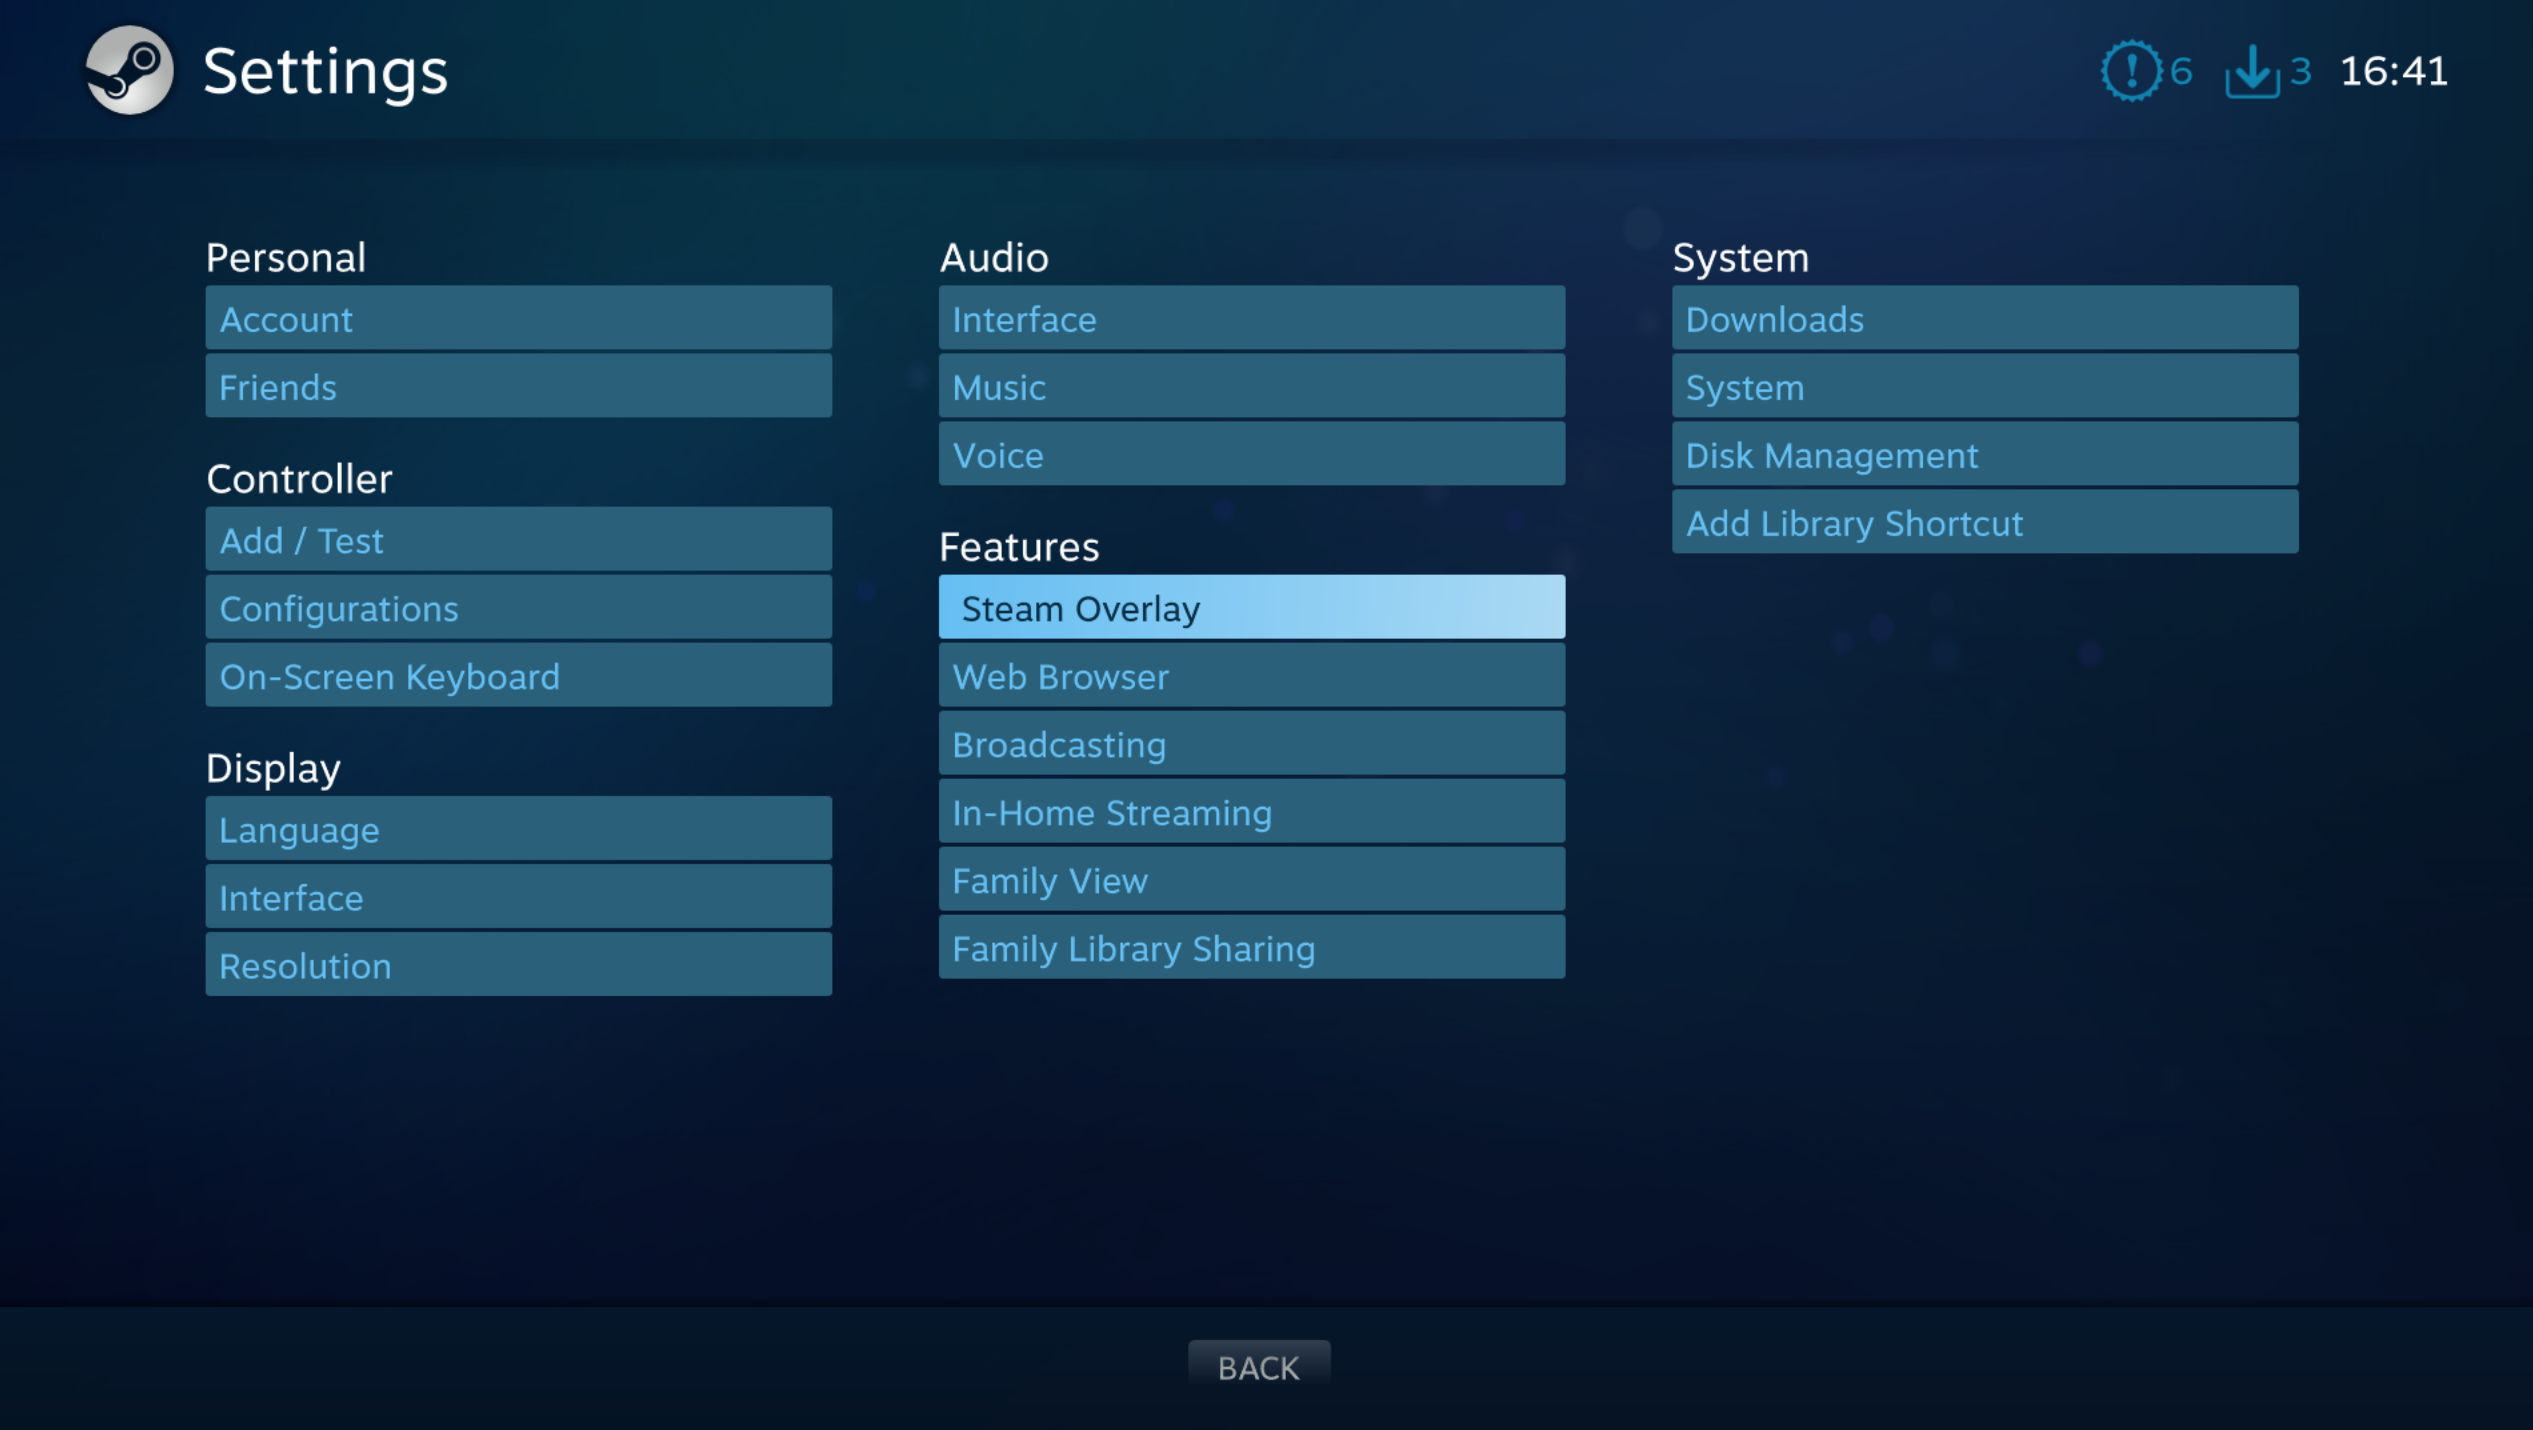 Settings
6 3 16:41
Personal
Account
Friends
Controller
Add / Test
Configurations
On-Screen Keyboard
Display
Language
Interface
Resolution
Audio
Interface
Music
Voice
Features
Steam Overlay
Web Browser
Broadcasting
In-Home Streaming
Family View
Family Library Sharing
System
Downloads
System
Disk Management
Add Library Shortcut
BACK